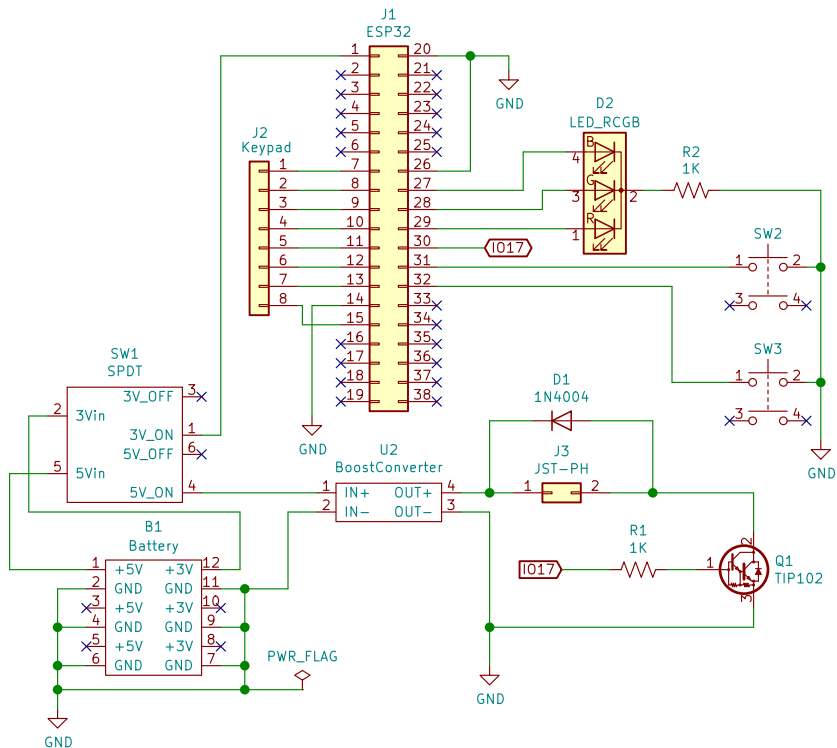 J1
ESP32
1 20
2 21
3 22
4 23
5 24
6 25
7 26
8 27
9 28
10 29
11 30
12 31
13 32
14 33
15 34
16 35
17 36
18 37
19 38
GND
GND
J2
Keypad
1
2
3
4
5
6
7
8
D2
LED_RCGB
B
4
G
3 2
R
1
R2
1K
IO17
SW2
1 2
3 4
SW3
1 2
3 4
GND
SW1
SPDT
3V_OFF 3
2 3Vin
3V_ON 1
5V_OFF 6
5 5Vin
5V_ON 4
D1
1N4004
J3
JST-PH
1 2
U2
BoostConverter
1 IN+ OUT+ 4
2 IN- OUT- 3
B1
Battery
1 +5V +3V 12
2 GND GND 11
3 +5V +3V 10
4 GND GND 9
5 +5V +3V 8
6 GND GND 7
PWR_FLAG
GND
IO17
R1
1K
1
2
3
Q1
TIP102
GND